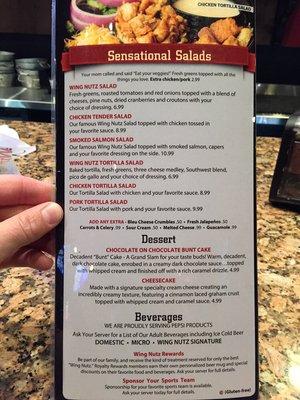 CHICKEN TORTILLA SALAD
Sensational Salads
Your mom called and said "Eat your veggies!" Fresh greens topped with all the
things you love. Extra chicken/pork 2.99
WING NUTZ SALAD
Fresh greens, roasted tomatoes and red onions topped with a blend of
cheeses, pine nuts, dried cranberries and croutons with your
choice of dressing. 6.99
CHICKEN TENDER SALAD
Our famous Wing Nutz Salad topped with chicken tossed in
your favorite sauce. 8.99
SMOKED SALMON SALAD
Our famous Wing Nutz Salad topped with smoked salmon, capers
and your favorite dressing on the side. 10.99
WING NUTZ TORTILLA SALAD
Baked tortilla, fresh greens, three cheese medley, Southwest blend,
pico de gallo and your choice of dressing. 6.99
CHICKEN TORTILLA SALAD
Our Tortilla Salad with chicken and your favorite sauce. 8.99
PORK TORTILLA SALAD
Our Tortilla Salad with pork and your favorite sauce. 9.99
ADD ANY EXTRA - Bleu Cheese Crumbles .50 • Fresh Jalapeños .50
Carrots & Celery .99 • Sour Cream .50 • Melted Cheese .99 • Guacamole .99
Dessert
CHOCOLATE ON CHOCOLATE BUNT CAKE
Decadent "Bunt" Cake - A Grand Slam for your taste buds! Warm, decadent,
dark chocolate cake, enrobed in a creamy dark chocolate sauce...topped
with whipped cream and finished off with a rich caramel drizzle. 4.99
CHEESECAKE
Made with a signature specialty cream cheese creating an
incredibly creamy texture, featuring a cinnamon laced graham crust
topped with whipped cream and caramel sauce. 4.99
Beverages
WE ARE PROUDLY SERVING PEPSI PRODUCTS
Ask Your Server for a List of Our Adult Beverages including Ice Cold Beer
DOMESTIC • MICRO • WING NUTZ SIGNATURE
Wing Nutz Rewards
Be part of our family, and receive the kind of treatment reserved for only the best
"Wing Nutz." Royalty Rewards members earn their own personalized beer mug and special
discounts on their favorite food and beverages. Ask your server for full details.
Sponsor Your Sports Team
Sponsorship for your favorite sports team is available.
Ask your server today for full details.
(Gluten-free)